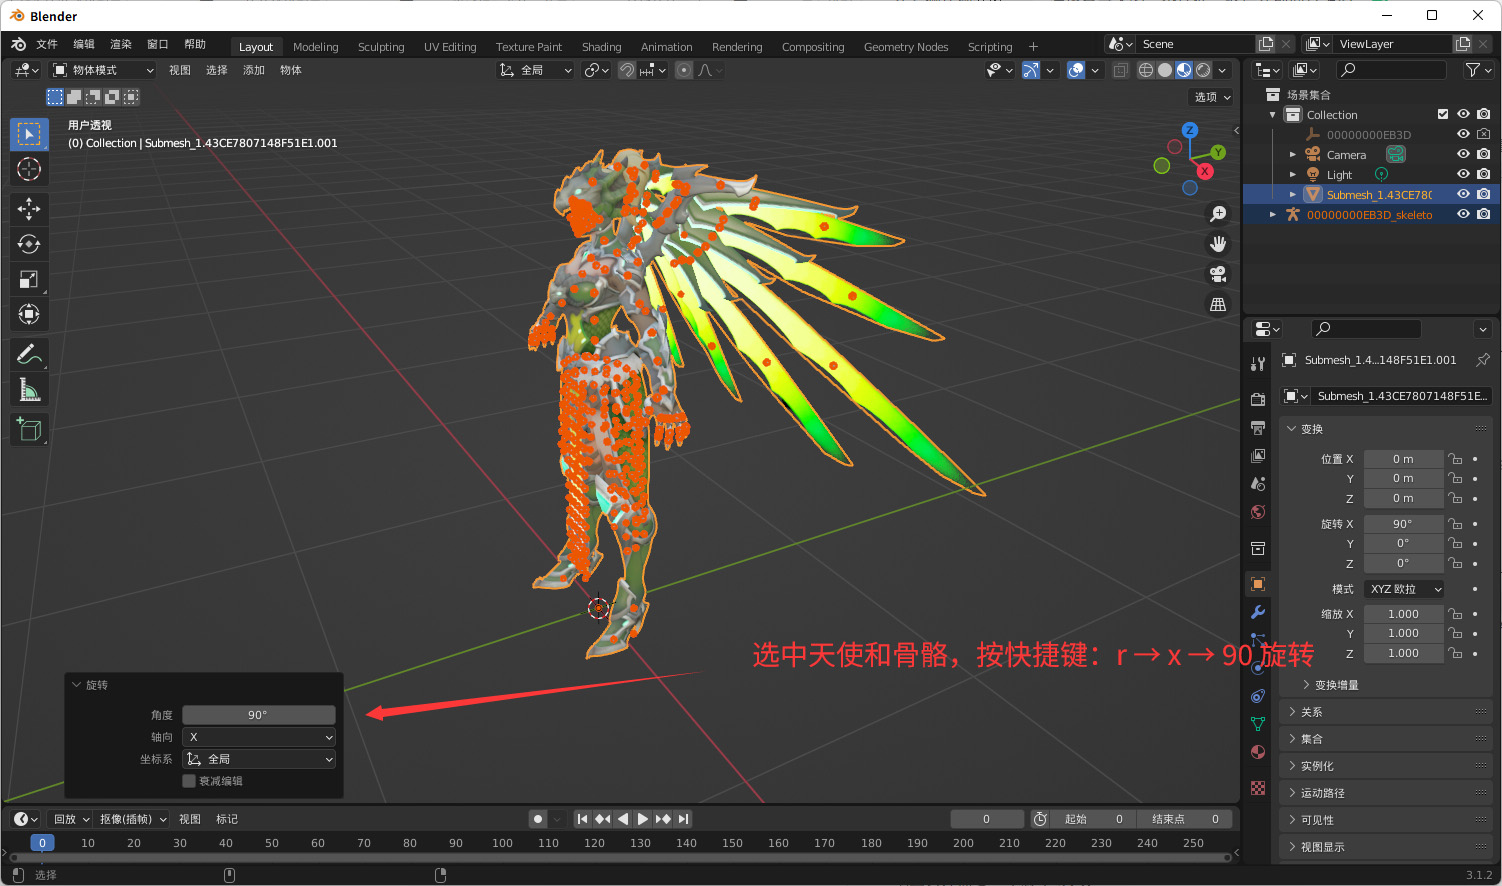 Blender
文件 编辑 渲染 窗口 帮助 Layout Modeling Sculpting UV Editing Texture Paint Shading Animation Rendering Compositing Geometry Nodes Scripting + Scene ViewLayer
物体模式 视图 选择 添加 物体 全局
选项
用户透视
(0) Collection | Submesh_1.43CE7807148F51E1.001
Z
Y
X
场景集合
Collection
00000000EB3D
Camera
Light
Submesh_1.43CE780
00000000EB3D_skeleto
Submesh_1.4...148F51E1.001
Submesh_1.43CE7807148F51E...
变换
位置 X 0 m
Y 0 m
Z 0 m
旋转 X 90°
Y 0°
Z 0°
模式 XYZ 欧拉
缩放 X 1.000
Y 1.000
Z 1.000
变换增量
关系
集合
实例化
运动路径
可见性
视图显示
选中天使和骨骼，按快捷键：r→x→90 旋转
旋转
角度 90°
轴向 X
坐标系 全局
衰减编辑
回放 抠像(插帧) 视图 标记 0 起始 0 结束点 0
0 10 20 30 40 50 60 70 80 90 100 110 120 130 140 150 160 170 180 190 200 210 220 230 240 250
选择 3.1.2